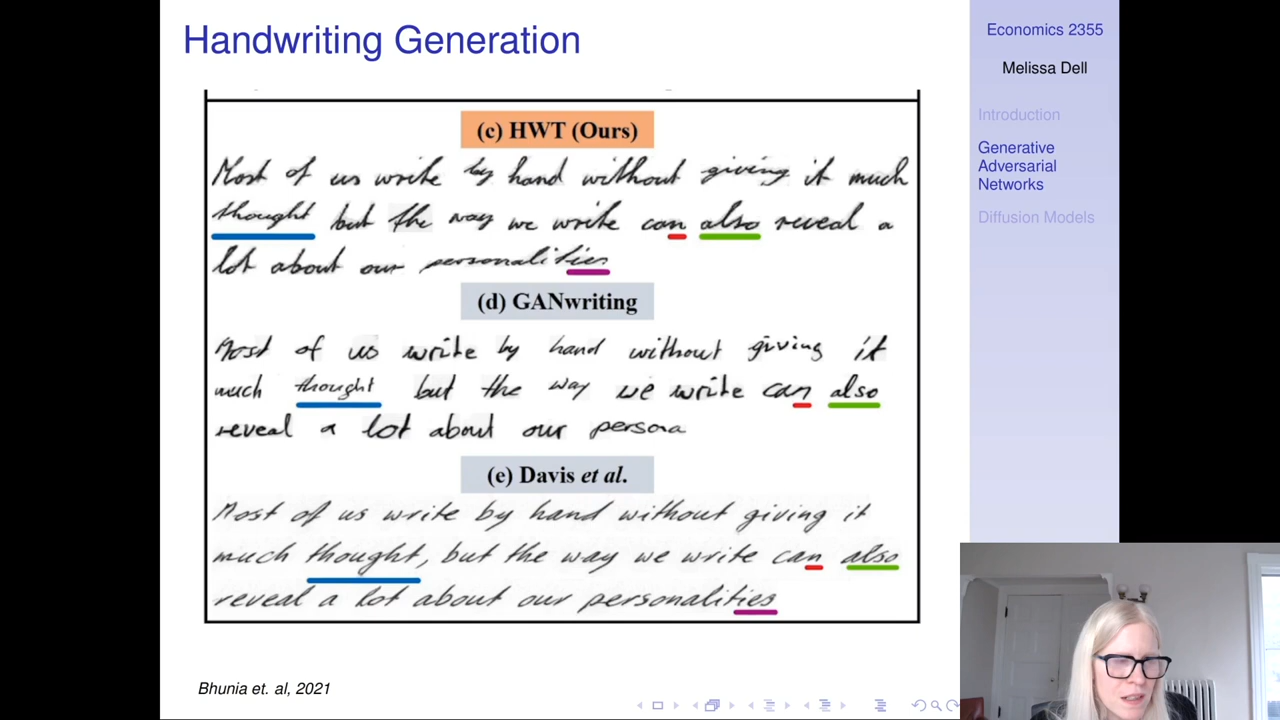 Handwriting Generation
(c) HWT (Ours)
Most of us write by hand without giving it much
thought but the way we write can also reveal a
lot about our personalities
(d) GANwriting
Most of us write by hand without giving it
much thought but the way we write can also
reveal a lot about our persona
(e) Davis et al.
Most of us write by hand without giving it
much thought, but the way we write can also
reveal a lot about our personalities
Bhunia et. al, 2021
Economics 2355
Melissa Dell
Introduction
Generative
Adversarial
Networks
Diffusion Models